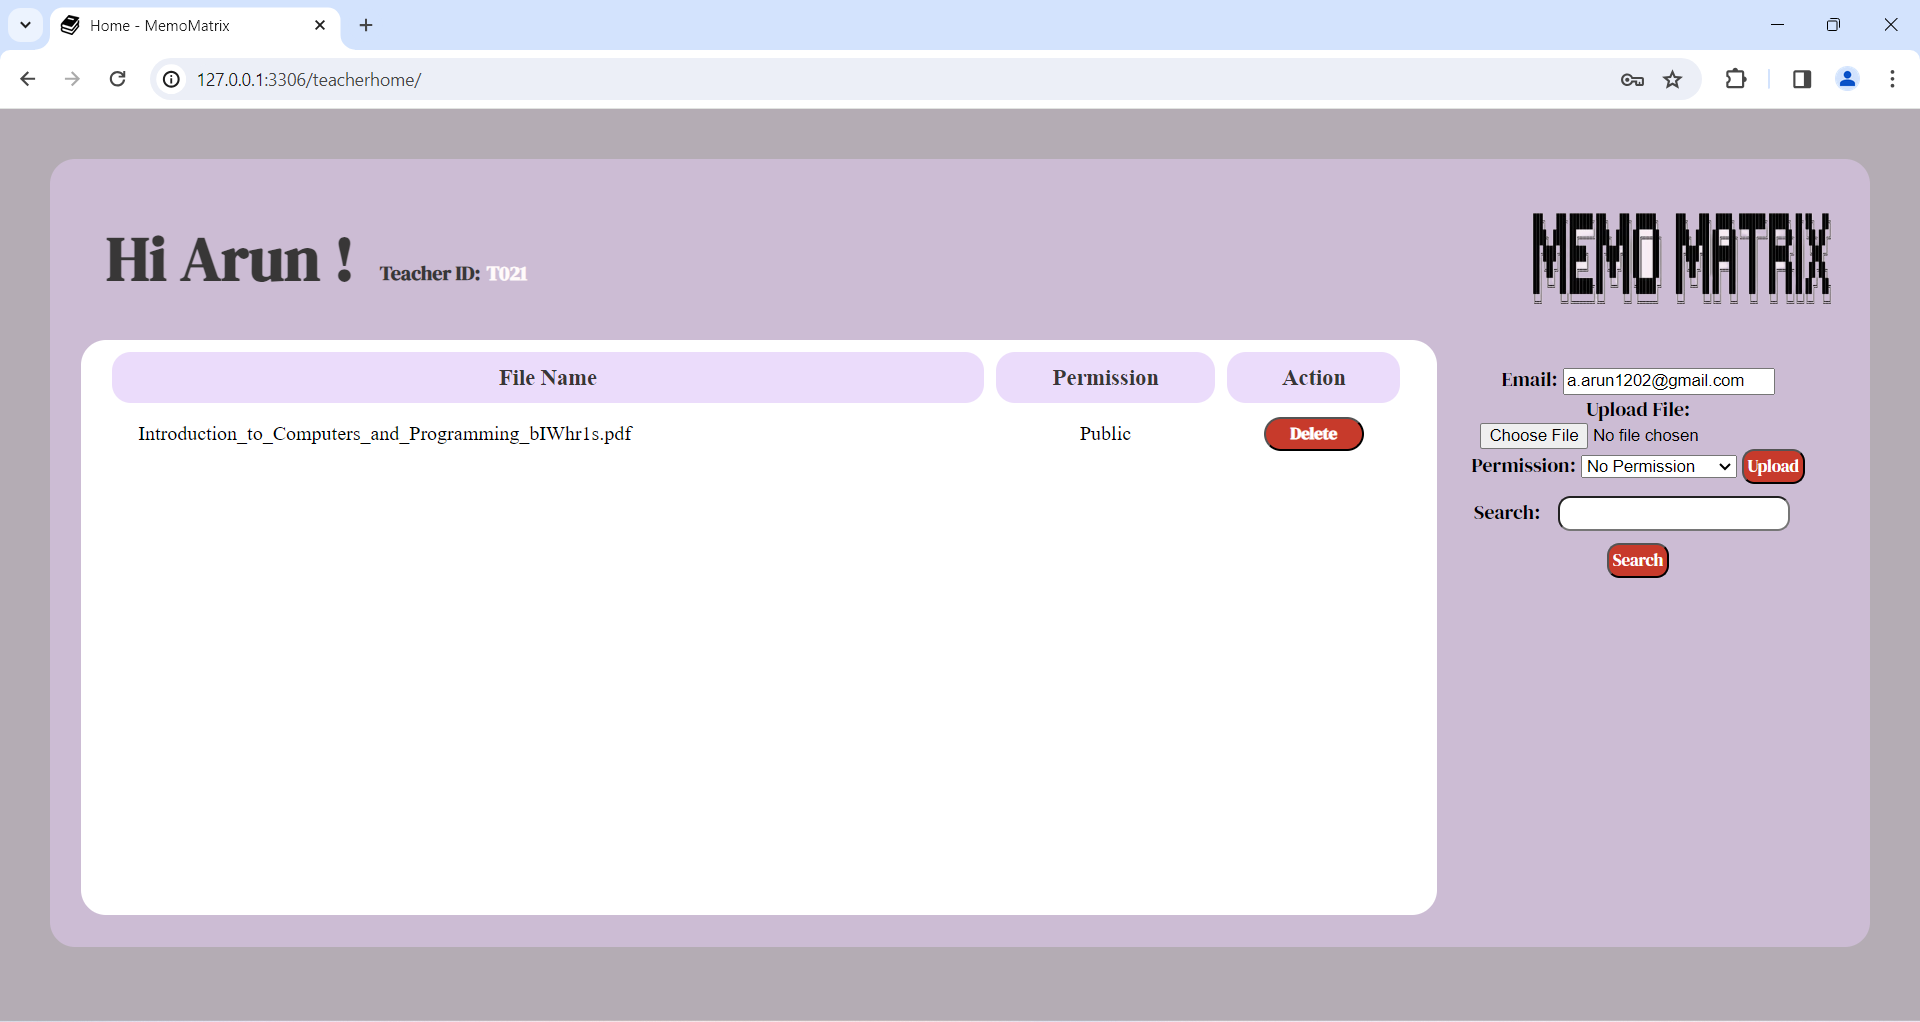 Home - MemoMatrix
127.0.0.1:3306/teacherhome/
Hi Arun !
Teacher ID: T021
MEMO MATRIX
File Name Permission Action
Introduction_to_Computers_and_Programming_bIWhr1s.pdf Public Delete
Email: a.arun1202@gmail.com
Upload File:
Choose File No file chosen
Permission: No Permission Upload
Search:
Search